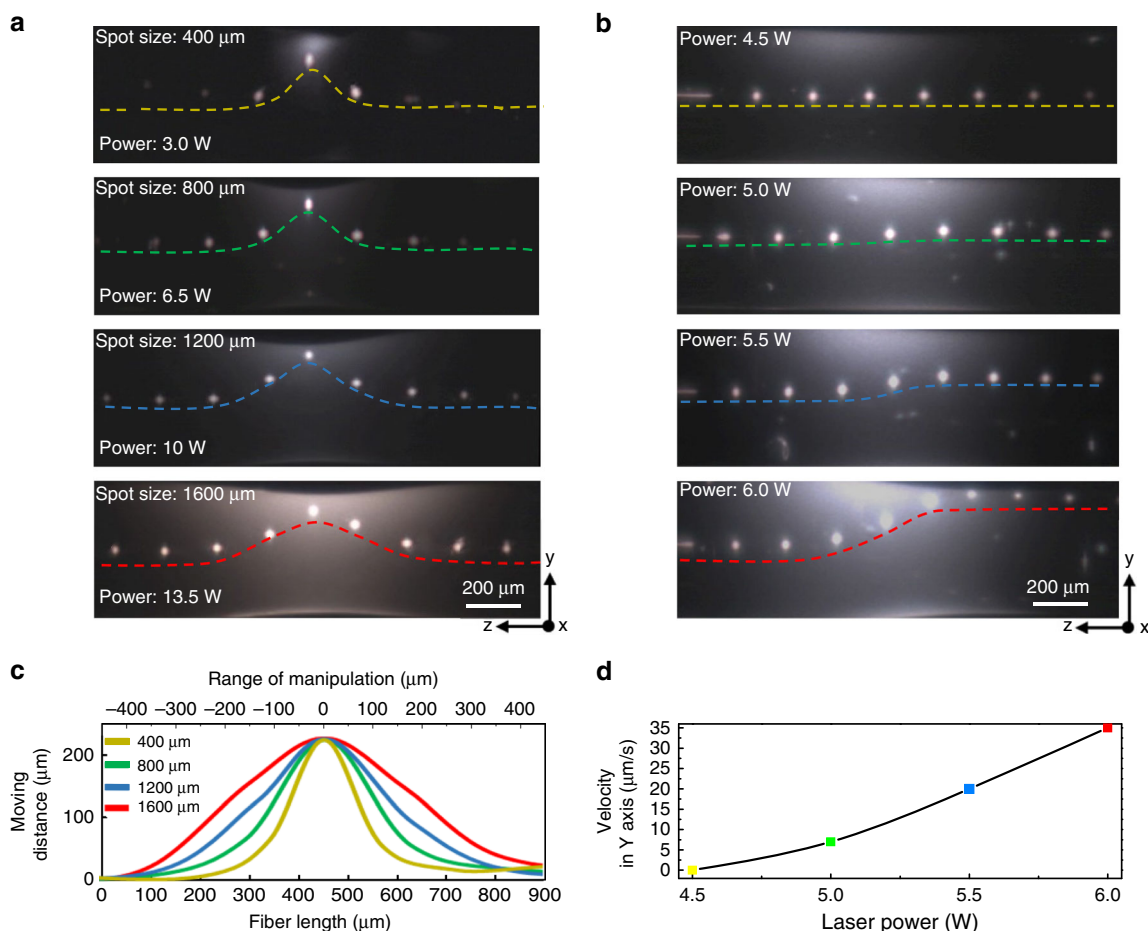 a
Spot size: 400 μm
Power: 3.0 W
Spot size: 800 μm
Power: 6.5 W
Spot size: 1200 μm
Power: 10 W
Spot size: 1600 μm
Power: 13.5 W
200 μm
y
z
x
b
Power: 4.5 W
Power: 5.0 W
Power: 5.5 W
Power: 6.0 W
200 μm
y
z
x
c
Range of manipulation (μm)
−400 −300 −200 −100 0 100 200 300 400
400 μm
800 μm
1200 μm
1600 μm
200
100
0
Moving
distance (μm)
0 100 200 300 400 500 600 700 800 900
Fiber length (μm)
d
35
30
25
20
15
10
5
0
Velocity
in Y axis (μm/s)
4.5 5.0 5.5 6.0
Laser power (W)